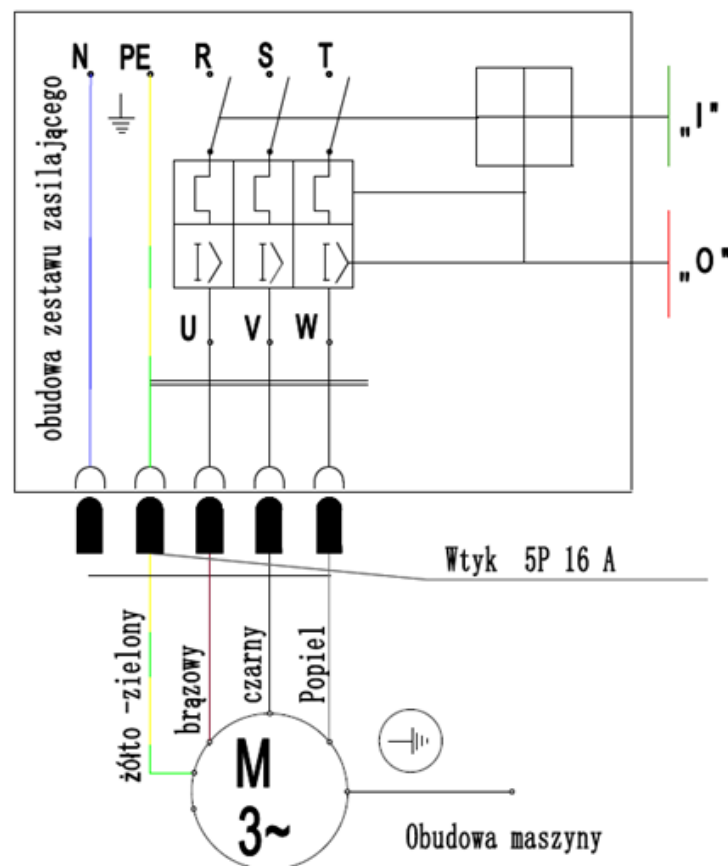 N PE R S T
obudowa zestawu zasilającego
„I"
„O"
U V W
Wtyk 5P 16 A
żółto -zielony
brązowy
czarny
Popiel
M
3~
Obudowa maszyny